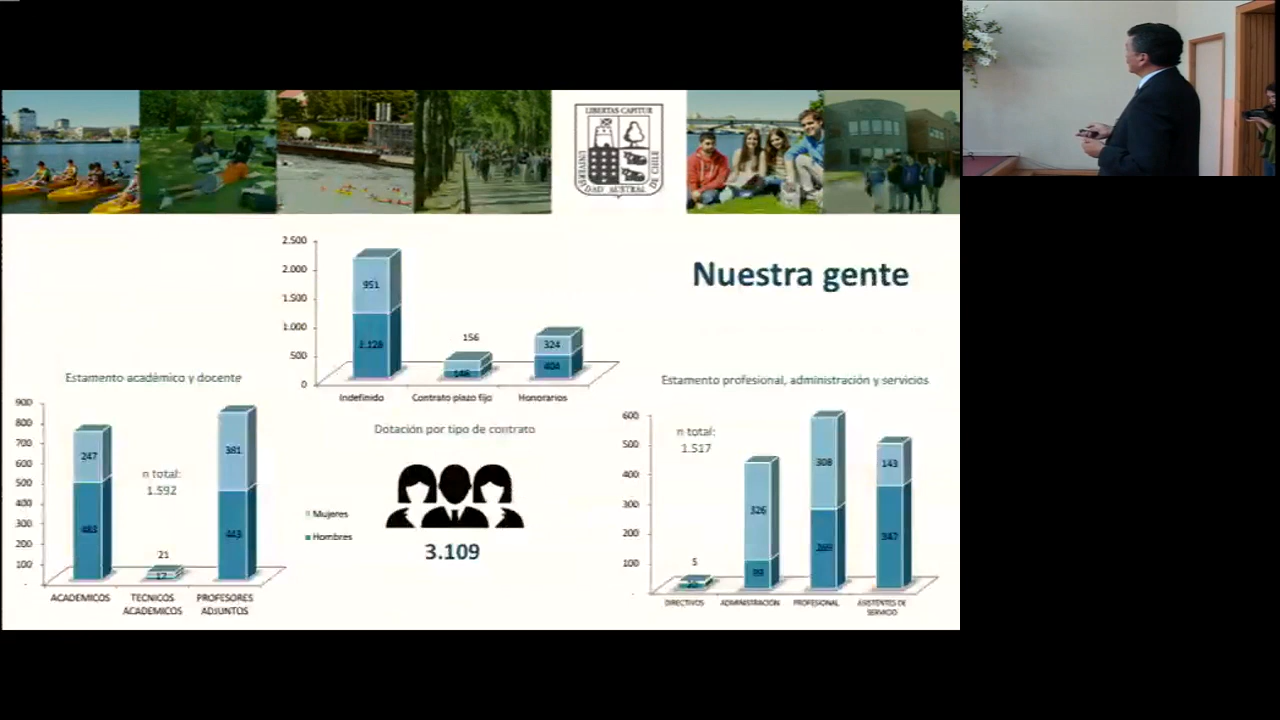 LIBERTAS CAPITUR
UNIVERSIDAD AUSTRAL DE CHILE
Nuestra gente
2.500
2.000
1.500
1.000
500
0
951
1.128
156
146
324
404
Indefinido
Contrato plazo fijo
Honorarios
Dotación por tipo de contrato
Mujeres
Hombres
3.109
Estamento académico y docente
900
800
700
600
500
400
300
200
100
-
n total:
1.592
247
483
21
17
381
443
ACADEMICOS
TECNICOS
ACADEMICOS
PROFESORES
ADJUNTOS
Estamento profesional, administración y servicios
600
500
400
300
200
100
-
n total:
1.517
5
326
99
308
269
143
347
DIRECTIVOS
ADMINISTRACIÓN
PROFESIONAL
ASISTENTES DE
SERVICIO